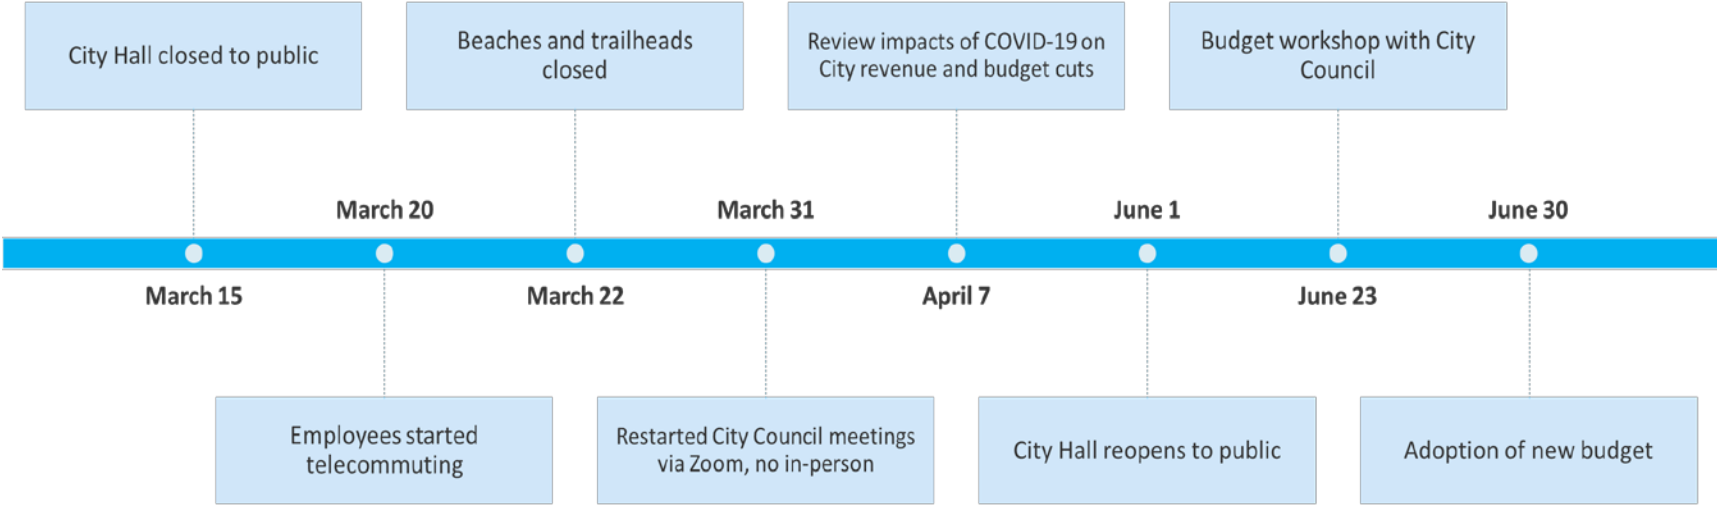 City Hall closed to public
Beaches and trailheads
closed
Review impacts of COVID-19 on
City revenue and budget cuts
Budget workshop with City
Council
March 20
March 31
June 1
June 30
March 15
March 22
April 7
June 23
Employees started
telecommuting
Restarted City Council meetings
via Zoom, no in-person
City Hall reopens to public
Adoption of new budget